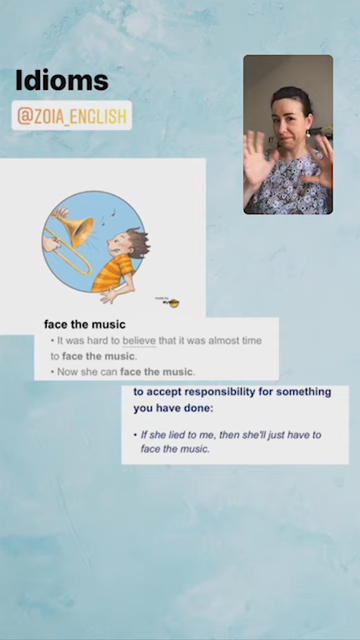 Idioms
@ZOIA_ENGLISH
face the music
• It was hard to believe that it was almost time
to face the music.
• Now she can face the music.
to accept responsibility for something
you have done:
• If she lied to me, then she'll just have to
face the music.